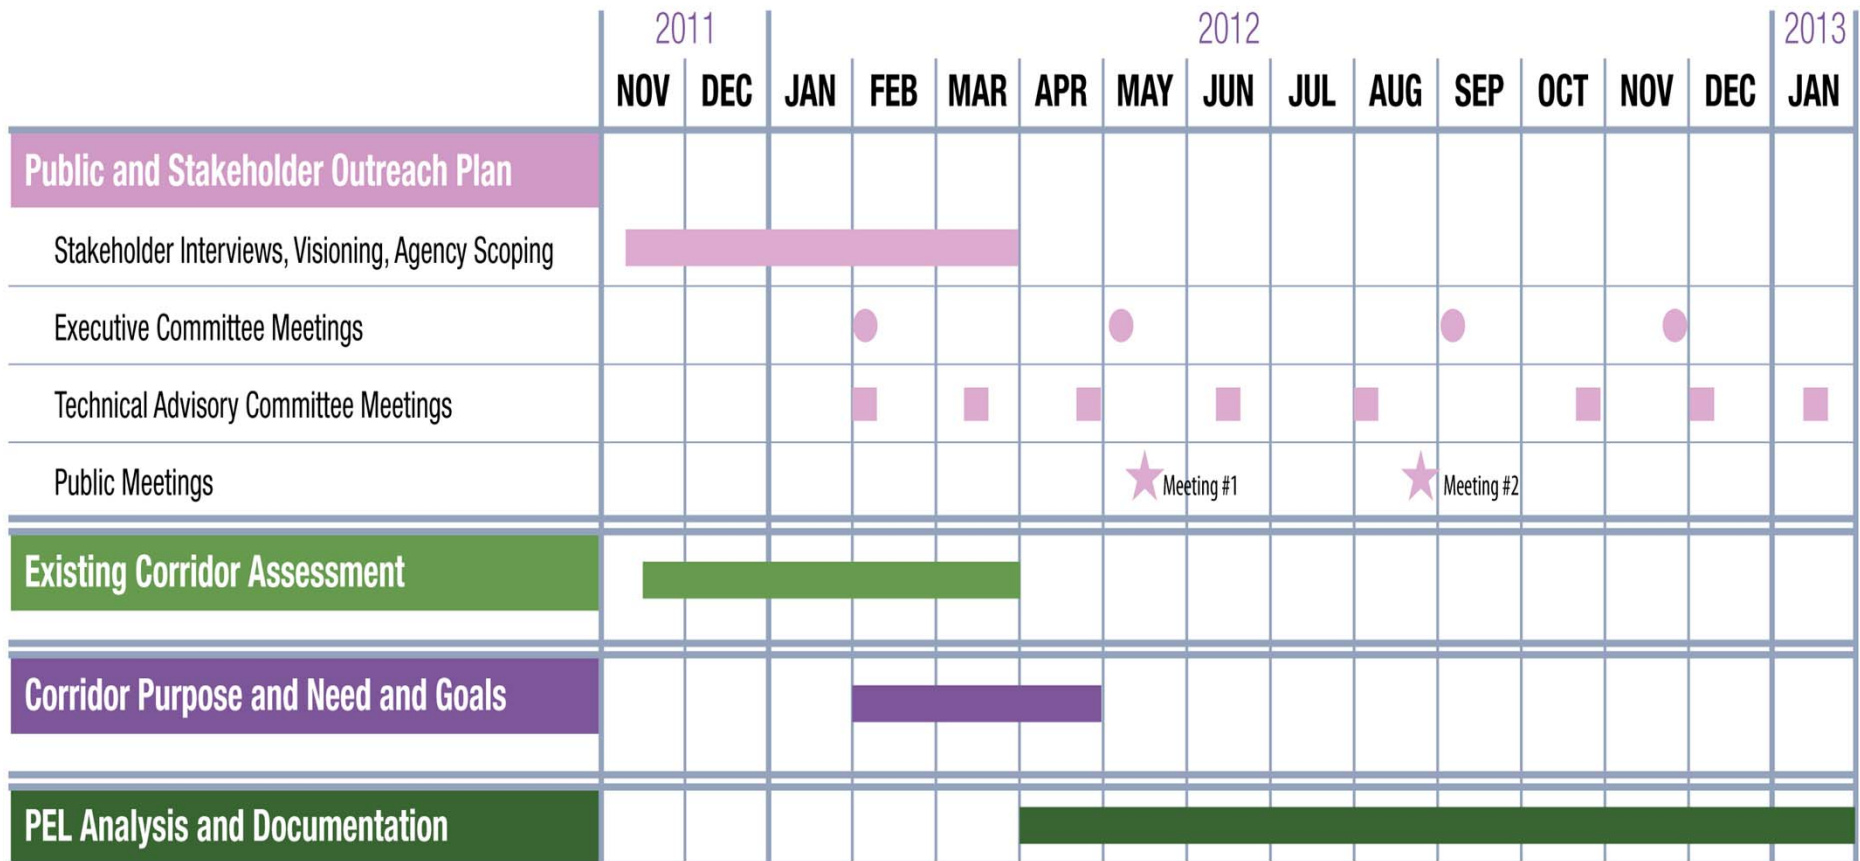 2011 2012 2013
NOV DEC JAN FEB MAR APR MAY JUN JUL AUG SEP OCT NOV DEC JAN
Public and Stakeholder Outreach Plan
Stakeholder Interviews, Visioning, Agency Scoping
Executive Committee Meetings
Technical Advisory Committee Meetings
Public Meetings Meeting #1 Meeting #2
Existing Corridor Assessment
Corridor Purpose and Need and Goals
PEL Analysis and Documentation